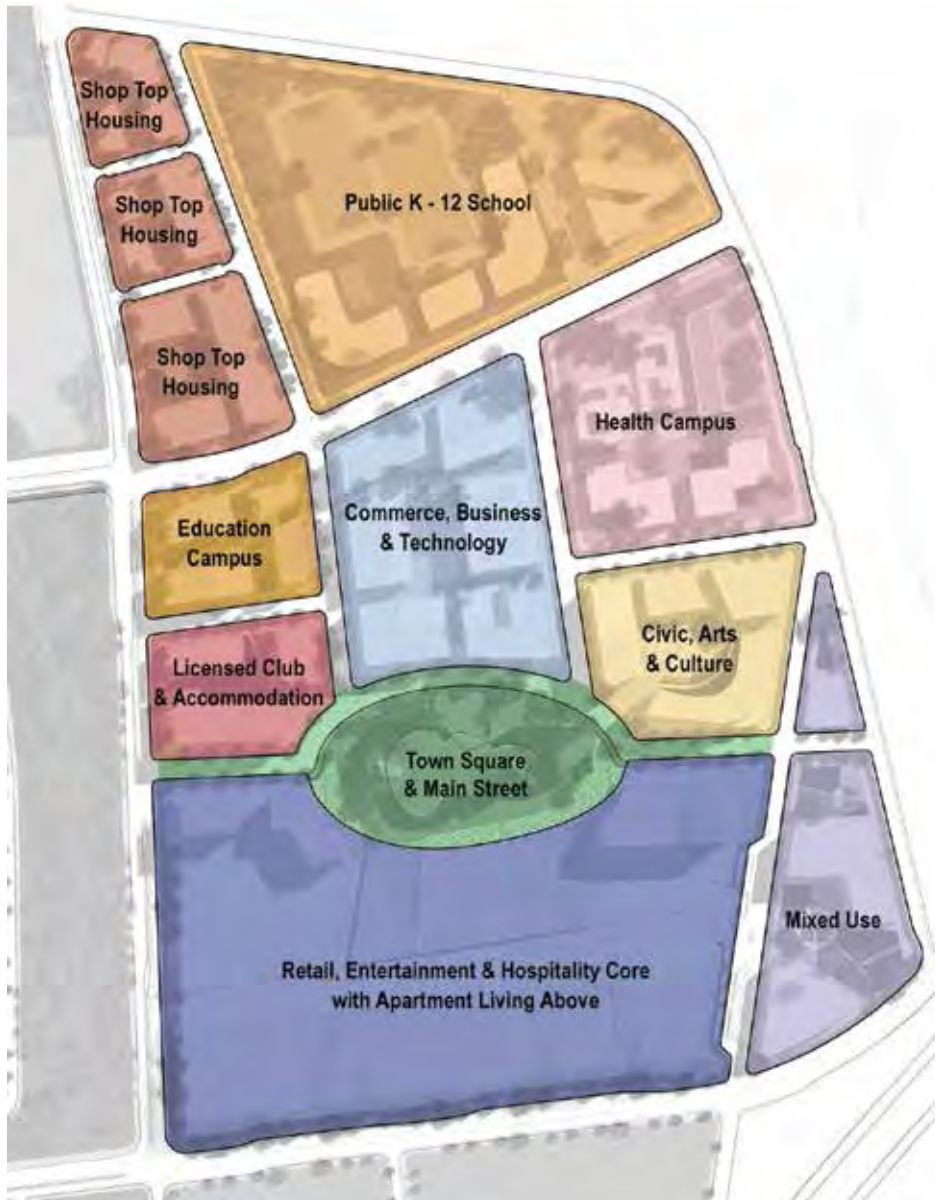 Shop Top
Housing
Public K - 12 School
Shop Top
Housing
Shop Top
Housing
Health Campus
Commerce, Business
& Technology
Education
Campus
Civic, Arts
& Culture
Licensed Club
& Accommodation
Town Square
& Main Street
Mixed Use
Retail, Entertainment & Hospitality Core
with Apartment Living Above